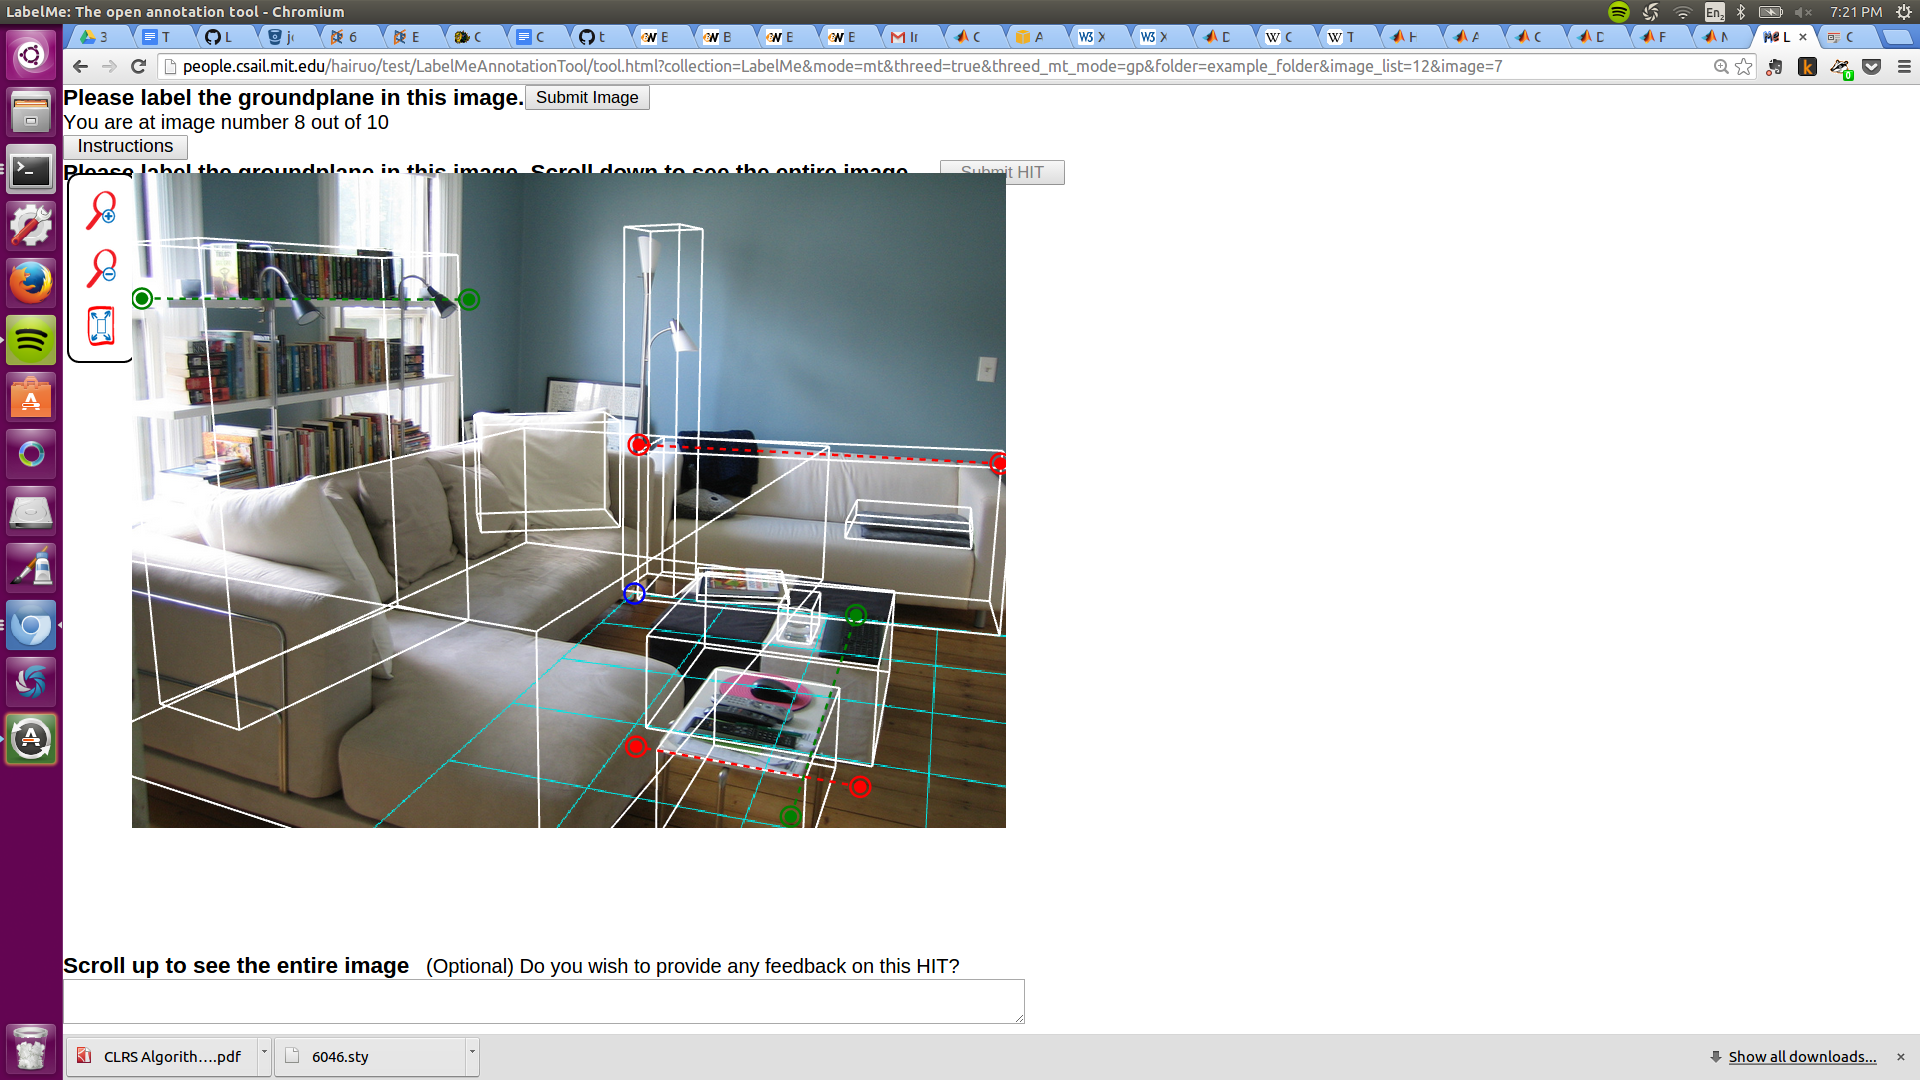 LabelMe: The open annotation tool - Chromium
En2 7:21 PM
3 T L j 6 E C C t E B E E Ir C A X X D C T H A C D F N L C
people.csail.mit.edu/hairuo/test/LabelMeAnnotationTool/tool.html?collection=LabelMe&mode=mt&threed=true&threed_mt_mode=gp&folder=example_folder&image_list=12&image=7
Please label the groundplane in this image. Submit Image
You are at image number 8 out of 10
Instructions
Please label the groundplane in this image. Scroll down to see the entire image Submit HIT
Scroll up to see the entire image (Optional) Do you wish to provide any feedback on this HIT?
CLRS Algorith....pdf 6046.sty Show all downloads...